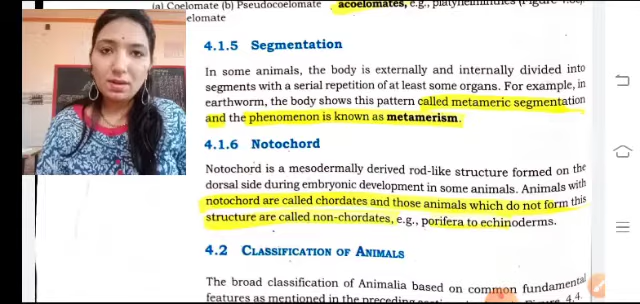 (a) Coelomate (b) Pseudocoelomate
elomate
acoelomates, e.g.,
4.1.5 Segmentation
In some animals, the body is externally and internally divided into
segments with a serial repetition of at least some organs. For example, in
earthworm, the body shows this pattern called metameric segmentation
and the phenomenon is known as metamerism.
4.1.6 Notochord
Notochord is a mesodermally derived rod-like structure formed on the
dorsal side during embryonic development in some animals. Animals with
notochord are called chordates and those animals which do not form this
structure are called non-chordates, e.g., porifera to echinoderms.
4.2 CLASSIFICATION OF ANIMALS
The broad classification of Animalia based on common fundamental
features as mentioned in the preceding 4.4.